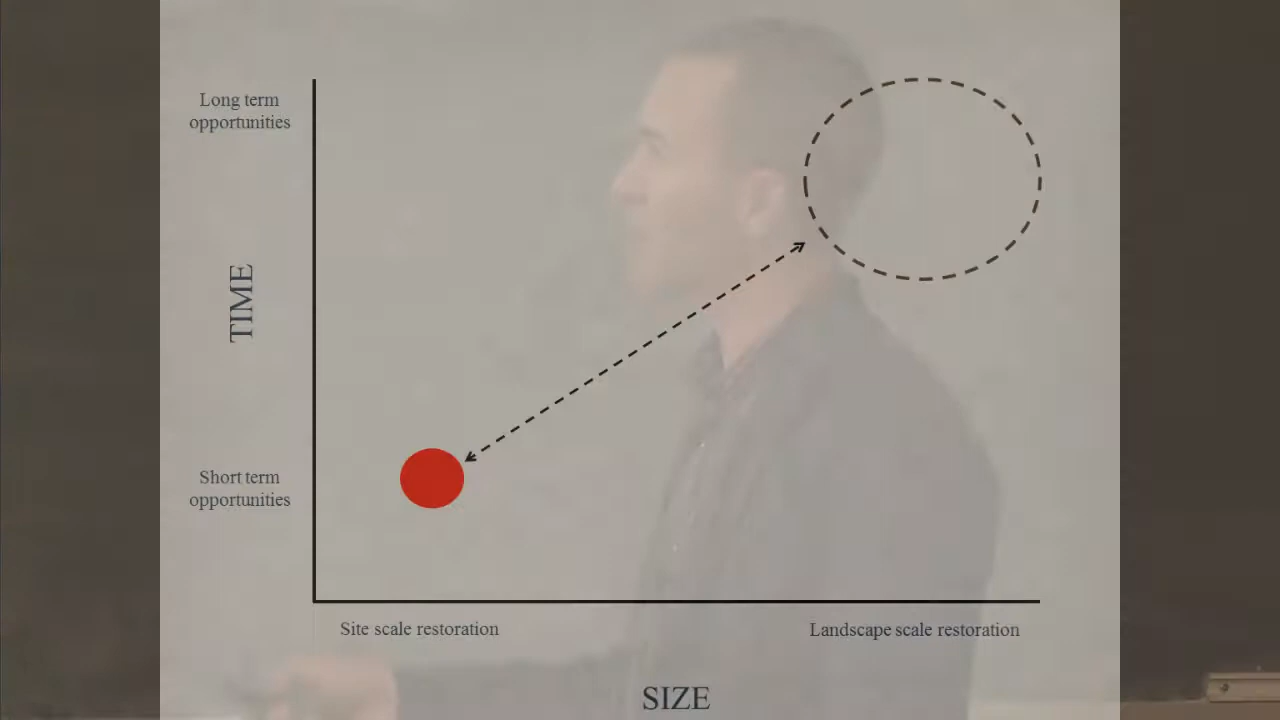 Long term
opportunities
TIME
Short term
opportunities
Site scale restoration
Landscape scale restoration
SIZE